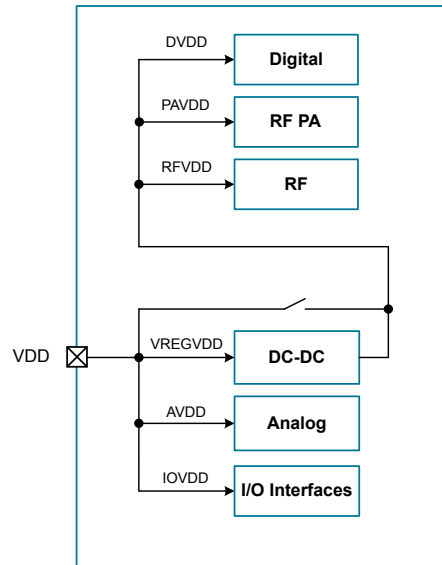 DVDD
Digital
PAVDD
RF PA
RFVDD
RF
VDD
VREGVDD
DC-DC
AVDD
Analog
IOVDD
I/O Interfaces